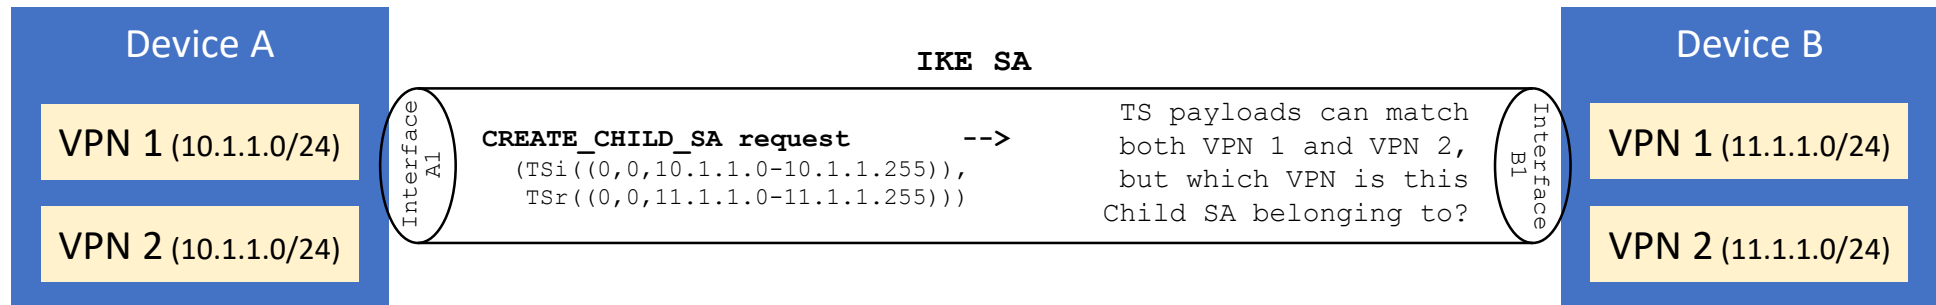 Device A
VPN 1 (10.1.1.0/24)
VPN 2 (10.1.1.0/24)
IKE SA
Interface
A1
CREATE_CHILD_SA request -->
(TSi((0,0,10.1.1.0-10.1.1.255)),
TSr((0,0,11.1.1.0-11.1.1.255)))
TS payloads can match
both VPN 1 and VPN 2,
but which VPN is this
Child SA belonging to?
Interface
B1
Device B
VPN 1 (11.1.1.0/24)
VPN 2 (11.1.1.0/24)